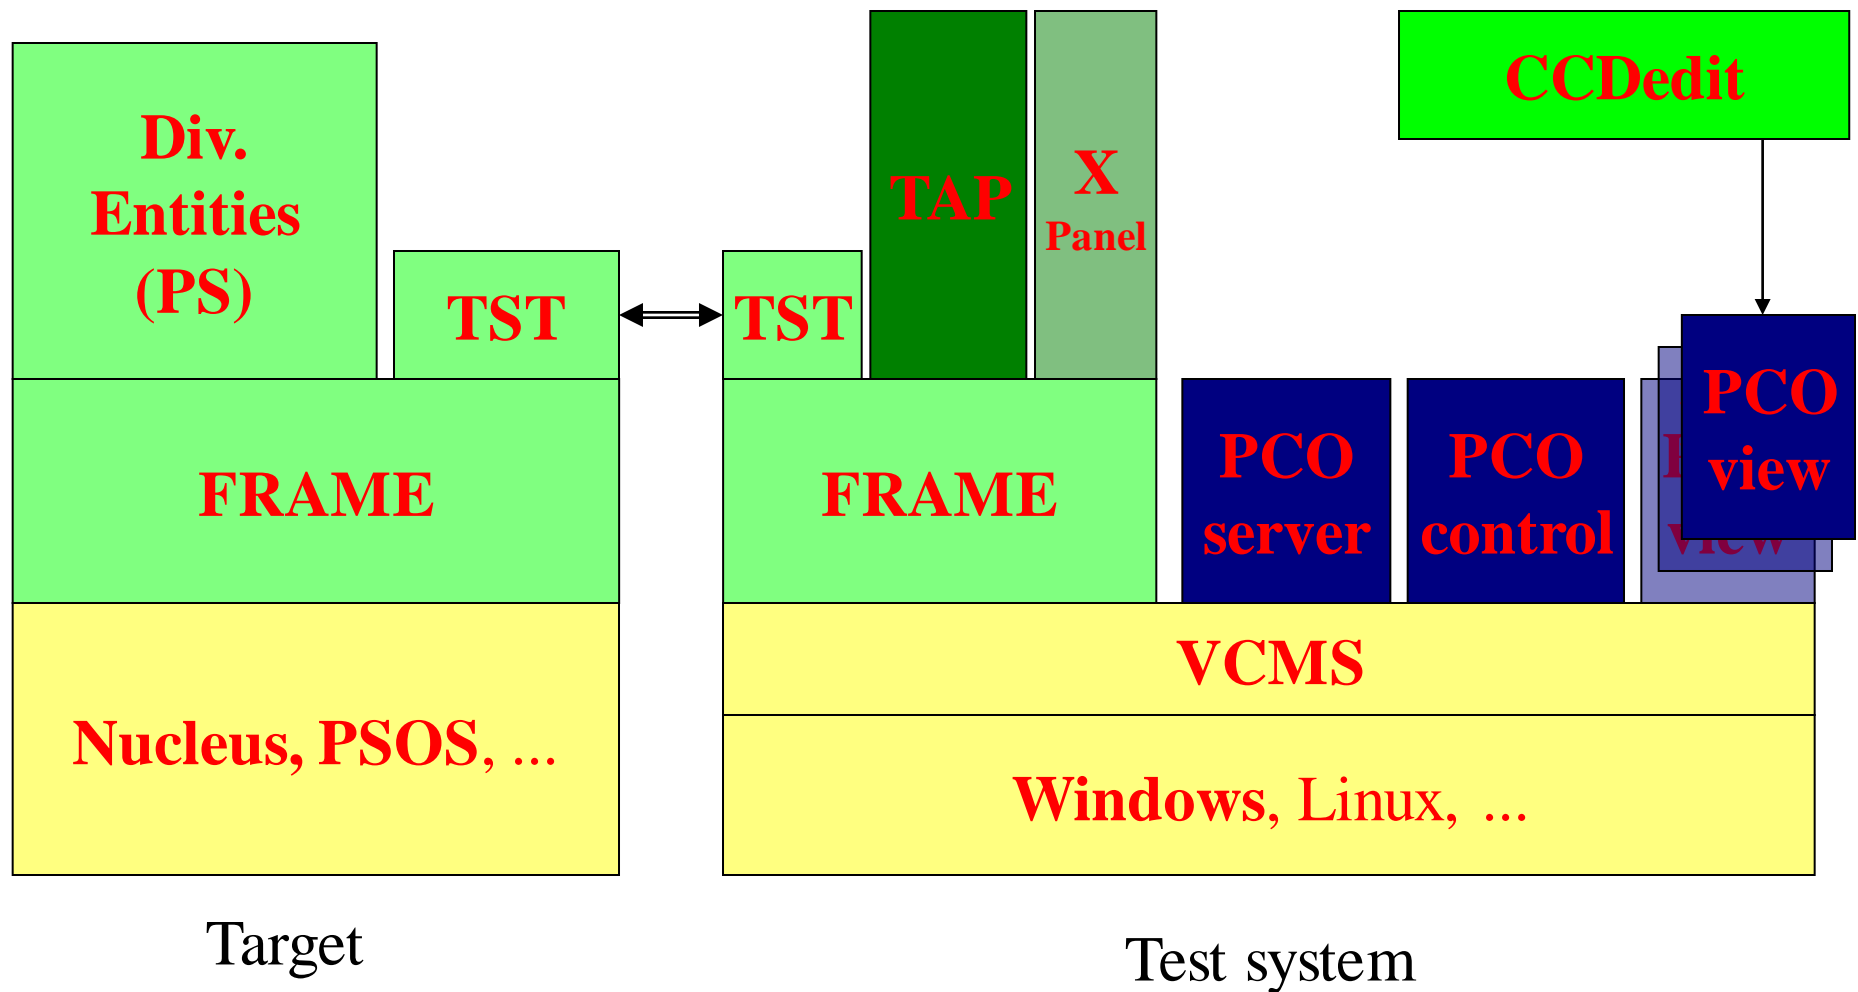 Div.
Entities
(PS)
TST
FRAME
Nucleus, PSOS, ...
Target
TST
TAP
X
Panel
CCDedit
FRAME
PCO
server
PCO
control
PCO
view
view
VCMS
Windows, Linux, ...
Test system